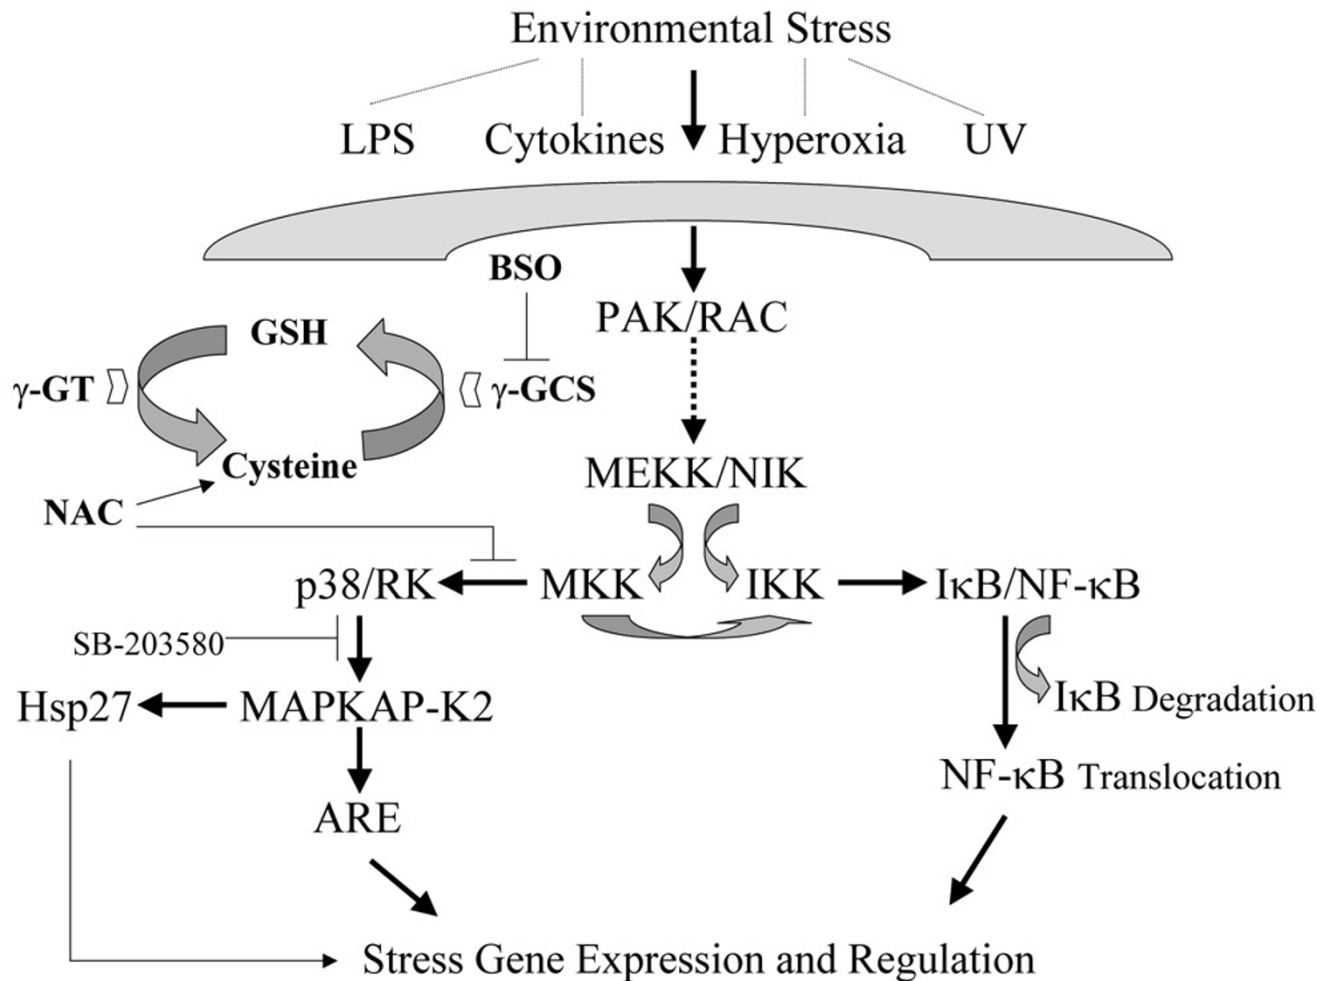 Environmental Stress
LPS Cytokines Hyperoxia UV
BSO
PAK/RAC
GSH
γ-GT γ-GCS
Cysteine
MEKK/NIK
NAC
p38/RK MKK IKK IκB/NF-κB
SB-203580
Hsp27 MAPKAP-K2 IκB Degradation
NF-κB Translocation
ARE
Stress Gene Expression and Regulation